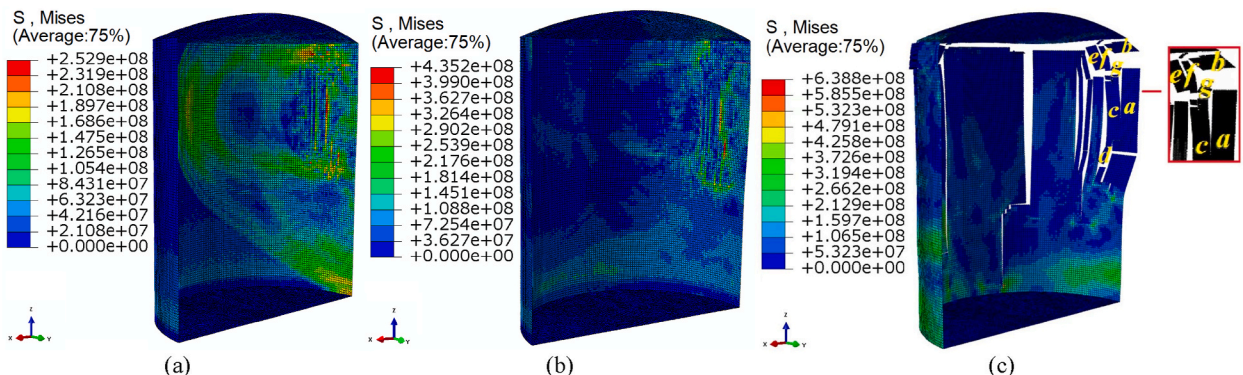 S , Mises
(Average:75%)
+2.529e+08
+2.319e+08
+2.108e+08
+1.897e+08
+1.686e+08
+1.475e+08
+1.265e+08
+1.054e+08
+8.431e+07
+6.323e+07
+4.216e+07
+2.108e+07
+0.000e+00
z
x
Y
(a)
S , Mises
(Average:75%)
+4.352e+08
+3.990e+08
+3.627e+08
+3.264e+08
+2.902e+08
+2.539e+08
+2.176e+08
+1.814e+08
+1.451e+08
+1.088e+08
+7.254e+07
+3.627e+07
+0.000e+00
z
x
Y
(b)
S, Mises
(Average:75%)
+6.388e+08
+5.855e+08
+5.323e+08
+4.791e+08
+4.258e+08
+3.726e+08
+3.194e+08
+2.662e+08
+2.129e+08
+1.597e+08
+1.065e+08
+5.323e+07
+0.000e+00
z
x
Y
e f b
g
c a
d
e f b
g
c a
(c)